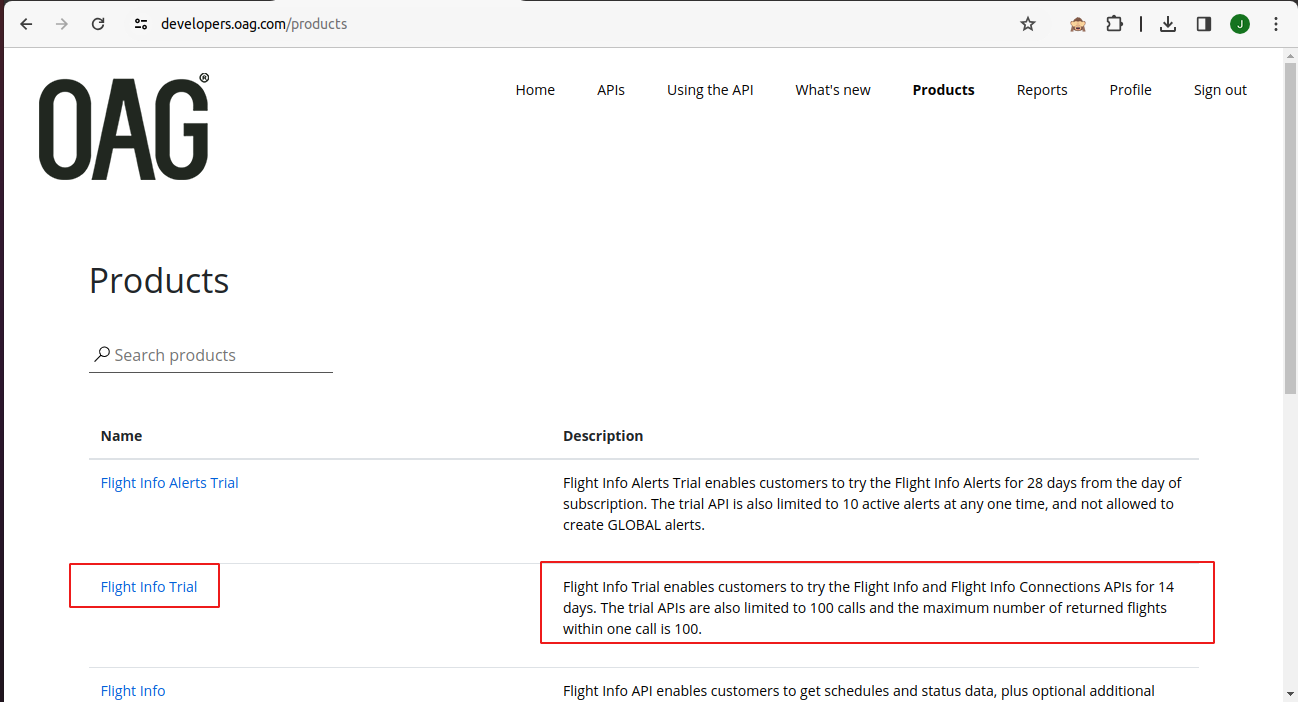 developers.oag.com/products
J
OAG®
Home APIs Using the API What's new Products Reports Profile Sign out
Products
Search products
Name Description
Flight Info Alerts Trial Flight Info Alerts Trial enables customers to try the Flight Info Alerts for 28 days from the day of
subscription. The trial API is also limited to 10 active alerts at any one time, and not allowed to
create GLOBAL alerts.
Flight Info Trial Flight Info Trial enables customers to try the Flight Info and Flight Info Connections APIs for 14
days. The trial APIs are also limited to 100 calls and the maximum number of returned flights
within one call is 100.
Flight Info Flight Info API enables customers to get schedules and status data, plus optional additional